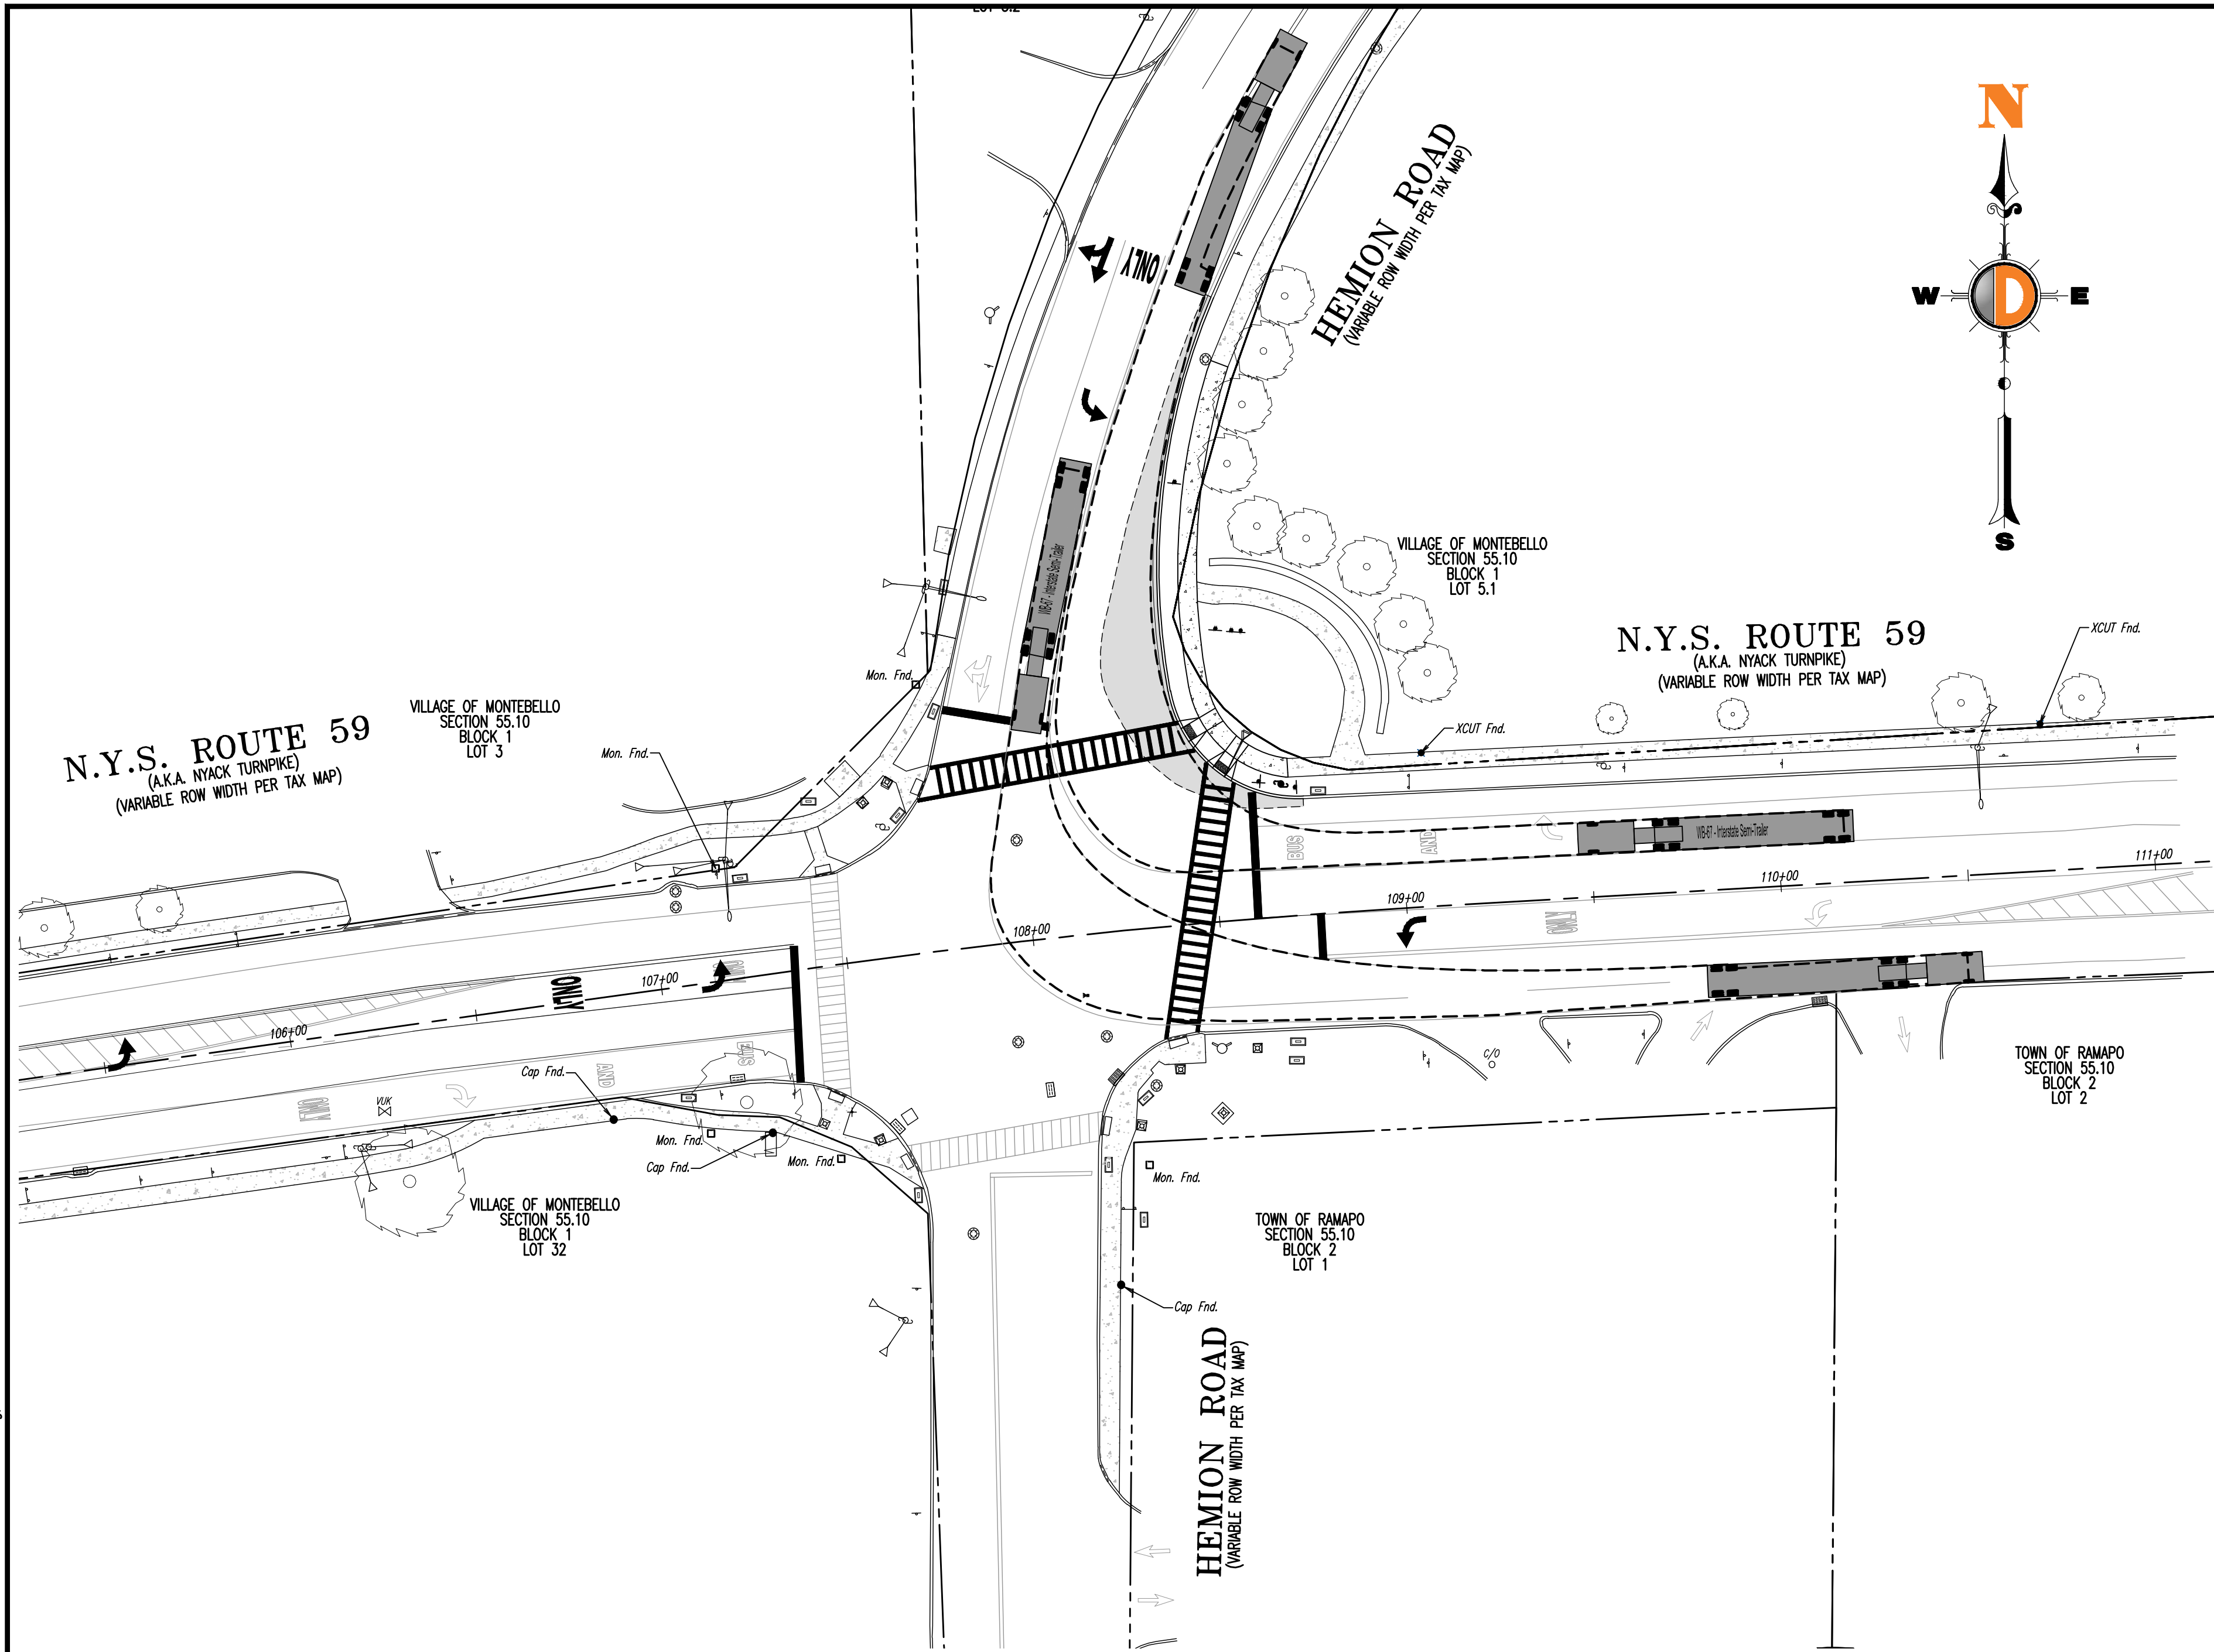 N
W
D
E
S
HEMION ROAD
(VARIABLE ROW WIDTH PER TAX MAP)
ONLY
WB-67 - Interstate Semi-Trailer
VILLAGE OF MONTEBELLO
SECTION 55.10
BLOCK 1
LOT 5.1
N.Y.S. ROUTE 59
(A.K.A. NYACK TURNPIKE)
(VARIABLE ROW WIDTH PER TAX MAP)
XCUT Fnd.
XCUT Fnd.
Mon. Fnd.
VILLAGE OF MONTEBELLO
SECTION 55.10
BLOCK 1
LOT 3
N.Y.S. ROUTE 59
(A.K.A. NYACK TURNPIKE)
(VARIABLE ROW WIDTH PER TAX MAP)
Mon. Fnd.
BUS
AND
WB-67 - Interstate Semi-Trailer
111+00
110+00
109+00
108+00
107+00
106+00
ONLY
ONLY
ONLY
BUS
AND
ONLY
VUK
Cap Fnd.
Mon. Fnd.
Cap Fnd.
Mon. Fnd.
C/O
TOWN OF RAMAPO
SECTION 55.10
BLOCK 2
LOT 2
Mon. Fnd.
VILLAGE OF MONTEBELLO
SECTION 55.10
BLOCK 1
LOT 32
TOWN OF RAMAPO
SECTION 55.10
BLOCK 2
LOT 1
Cap Fnd.
HEMION ROAD
(VARIABLE ROW WIDTH PER TAX MAP)